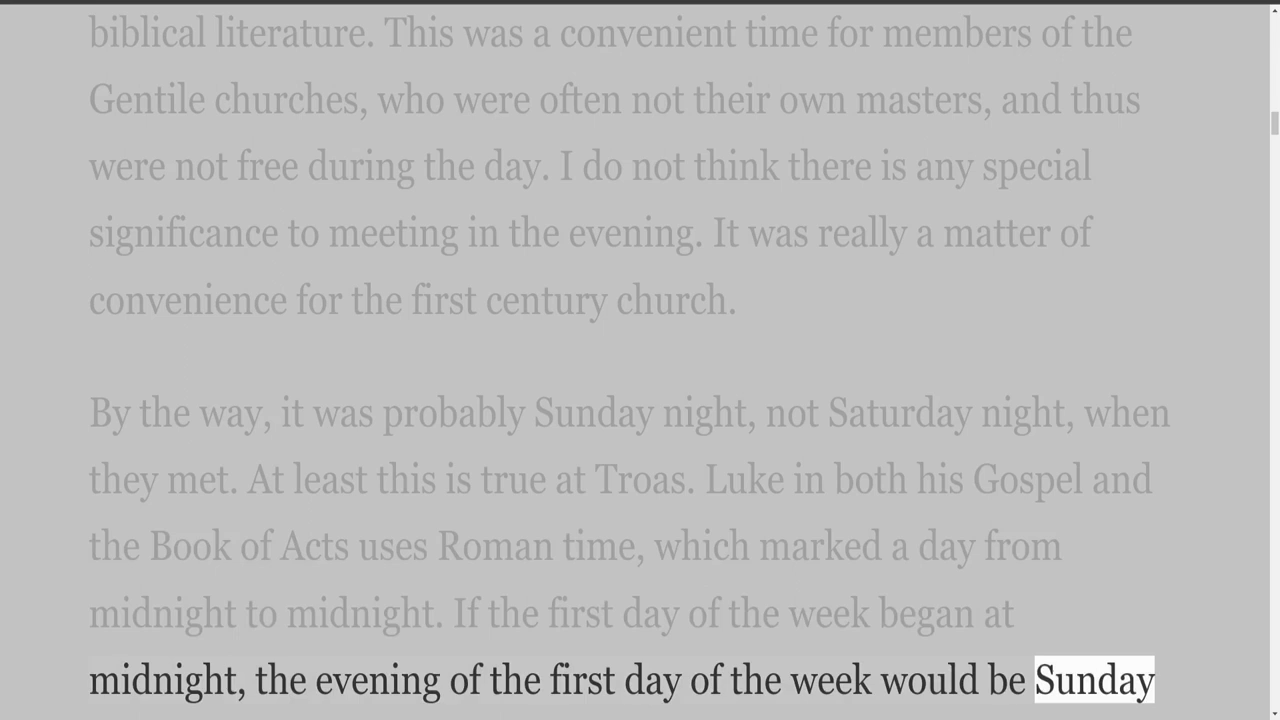 biblical literature. This was a convenient time for members of the
Gentile churches, who were often not their own masters, and thus
were not free during the day. I do not think there is any special
significance to meeting in the evening. It was really a matter of
convenience for the first century church.
By the way, it was probably Sunday night, not Saturday night, when
they met. At least this is true at Troas. Luke in both his Gospel and
the Book of Acts uses Roman time, which marked a day from
midnight to midnight. If the first day of the week began at
midnight, the evening of the first day of the week would be Sunday